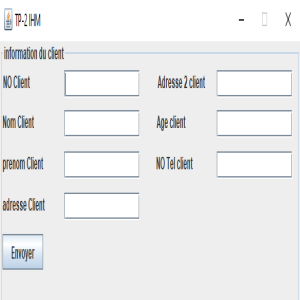 TP-2 IHM
information du client
NO Client
Adresse 2 client
Nom Client
Age client
prenom Client
NO Tel client
adresse Client
Envoyer